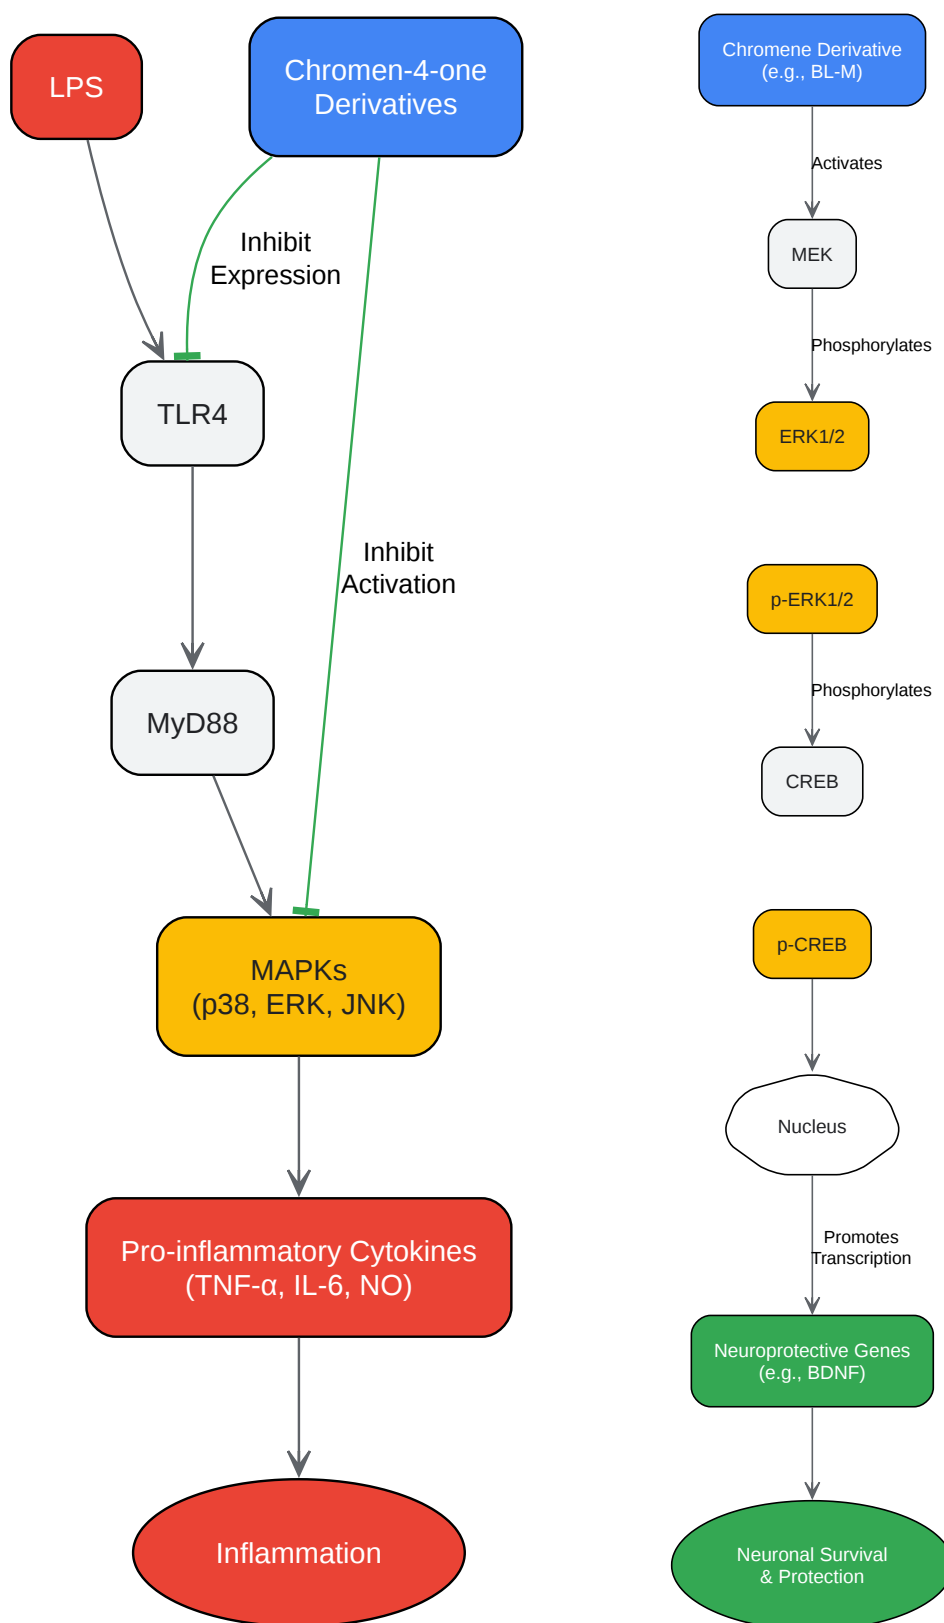 LPS
Chromen-4-one
Derivatives
Inhibit
Expression
TLR4
Inhibit
Activation
MyD88
MAPKs
(p38, ERK, JNK)
Pro-inflammatory Cytokines
(TNF-α, IL-6, NO)
Inflammation
Chromene Derivative
(e.g., BL-M)
Activates
MEK
Phosphorylates
ERK1/2
p-ERK1/2
Phosphorylates
CREB
p-CREB
Nucleus
Promotes
Transcription
Neuroprotective Genes
(e.g., BDNF)
Neuronal Survival
& Protection